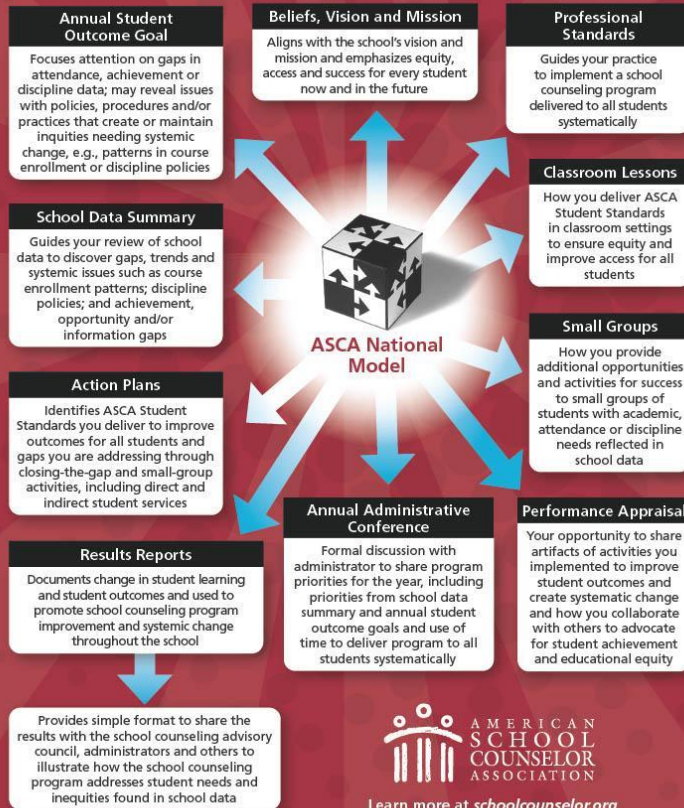 Annual Student
Outcome Goal
Focuses attention on gaps in
attendance, achievement or
discipline data; may reveal issues
with policies, procedures and/or
practices that create or maintain
inquities needing systemic
change, e.g., patterns in course
enrollment or discipline policies
Beliefs, Vision and Mission
Aligns with the school's vision and
mission and emphasizes equity,
access and success for every student
now and in the future
Professional
Standards
Guides your practice
to implement a school
counseling program
delivered to all students
systematically
School Data Summary
Guides your review of school
data to discover gaps, trends and
systemic issues such as course
enrollment patterns; discipline
policies; and achievement,
opportunity and/or
information gaps
ASCA National
Model
Classroom Lessons
How you deliver ASCA
Student Standards
in classroom settings
to ensure equity and
improve access for all
students
Small Groups
How you provide
additional opportunities
and activities for success
to small groups of
students with academic,
attendance or discipline
needs reflected in
school data
Action Plans
Identifies ASCA Student
Standards you deliver to improve
outcomes for all students and
gaps you are addressing through
closing-the-gap and small-group
activities, including direct and
indirect student services
Annual Administrative
Conference
Formal discussion with
administrator to share program
priorities for the year, including
priorities from school data
summary and annual student
outcome goals and use of
time to deliver program to all
students systematically
Performance Appraisal
Your opportunity to share
artifacts of activities you
implemented to improve
student outcomes and
create systematic change
and how you collaborate
with others to advocate
for student achievement
and educational equity
Results Reports
Documents change in student learning
and student outcomes and used to
promote school counseling program
improvement and systemic change
throughout the school
Provides simple format to share the
results with the school counseling advisory
council, administrators and others to
illustrate how the school counseling
program addresses student needs and
inequities found in school data
AMERICAN
SCHOOL
COUNSELOR
ASSOCIATION
Learn more at schoolcounselor.org